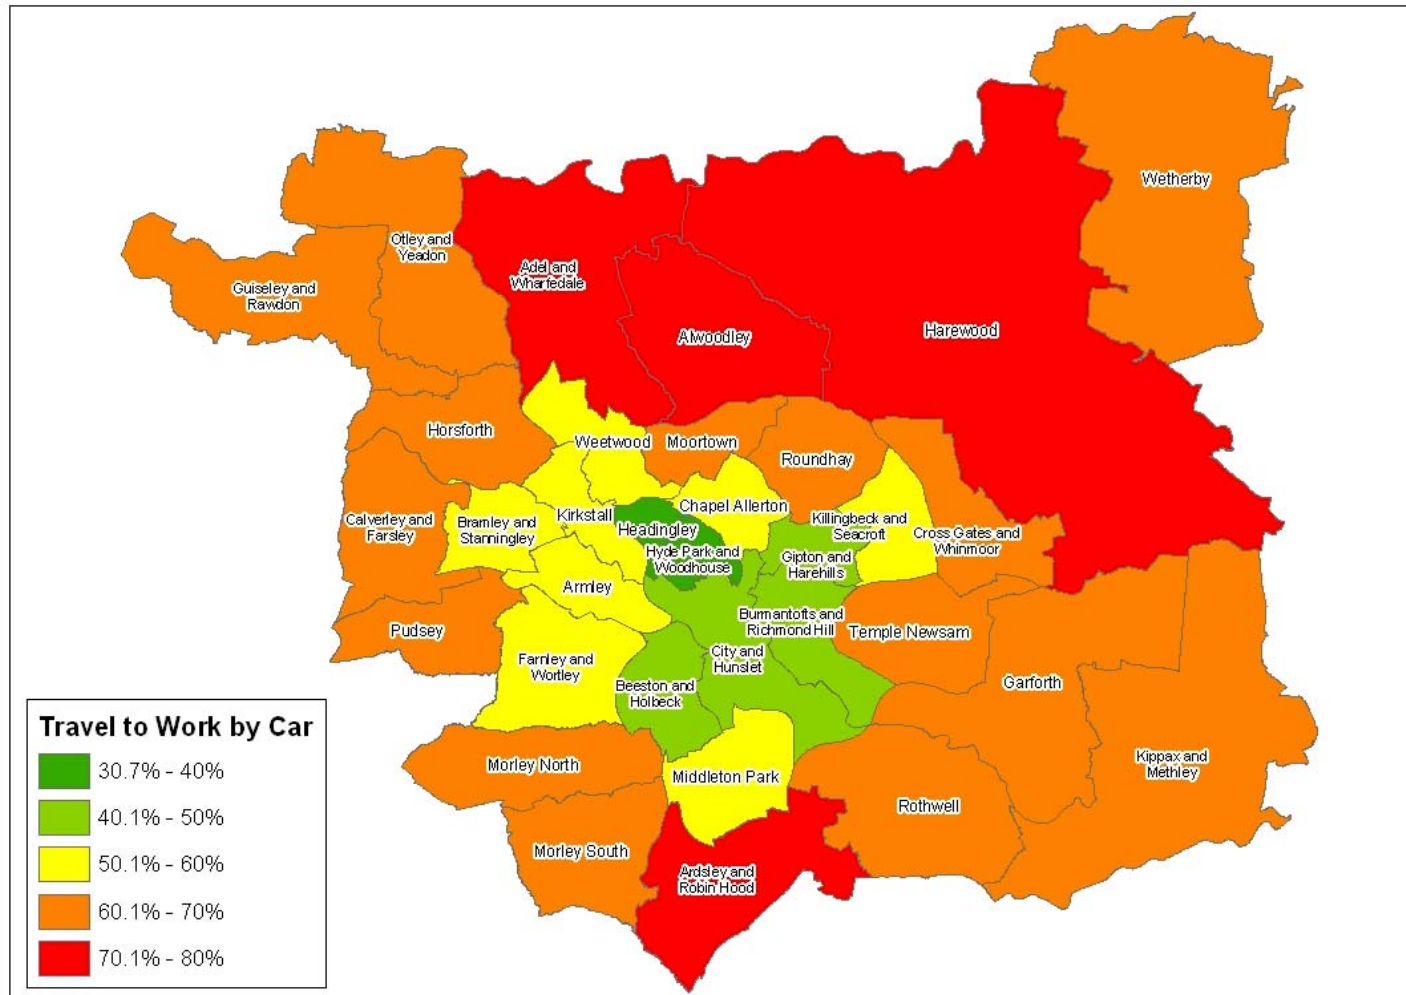 Wetherby
Otley and
Yeadon
Adel and
Wharfedale
Guiseley and
Rawdon
Alwoodley
Harewood
Horsforth
Weetwood
Moortown
Roundhay
Chapel Allerton
Kirkstall
Calverley and
Farsley
Bramley and
Stanningley
Headingley
Killingbeck and
Seacroft
Cross Gates and
Whinmoor
Hyde Park and
Woodhouse
Gipton and
Harehills
Armley
Burmantofts and
Richmond Hill
Pudsey
Temple Newsam
Farnley and
Wortley
City and
Hunslet
Beeston and
Holbeck
Garforth
Morley North
Middleton Park
Kippax and
Methley
Rothwell
Morley South
Ardsley and
Robin Hood
Travel to Work by Car
30.7% - 40%
40.1% - 50%
50.1% - 60%
60.1% - 70%
70.1% - 80%